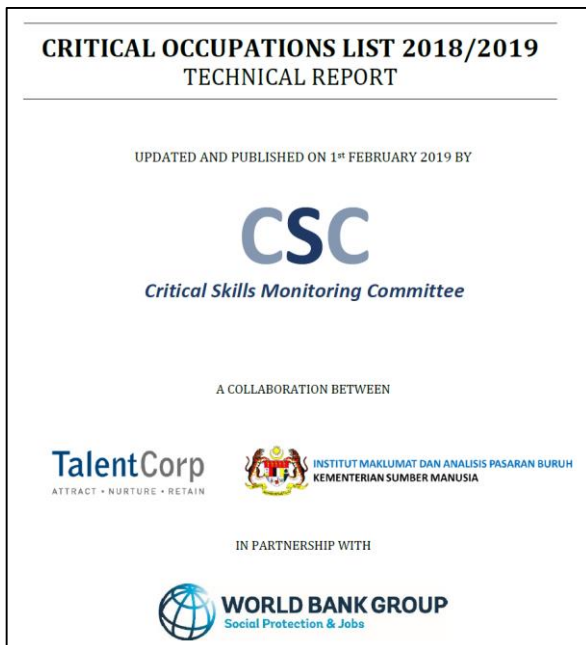 CRITICAL OCCUPATIONS LIST 2018/2019
TECHNICAL REPORT
UPDATED AND PUBLISHED ON 1st FEBRUARY 2019 BY
CSC
Critical Skills Monitoring Committee
A COLLABORATION BETWEEN
TalentCorp
ATTRACT • NURTURE • RETAIN
INSTITUT MAKLUMAT DAN ANALISIS PASARAN BURUH
KEMENTERIAN SUMBER MANUSIA
IN PARTNERSHIP WITH
WORLD BANK GROUP
Social Protection & Jobs